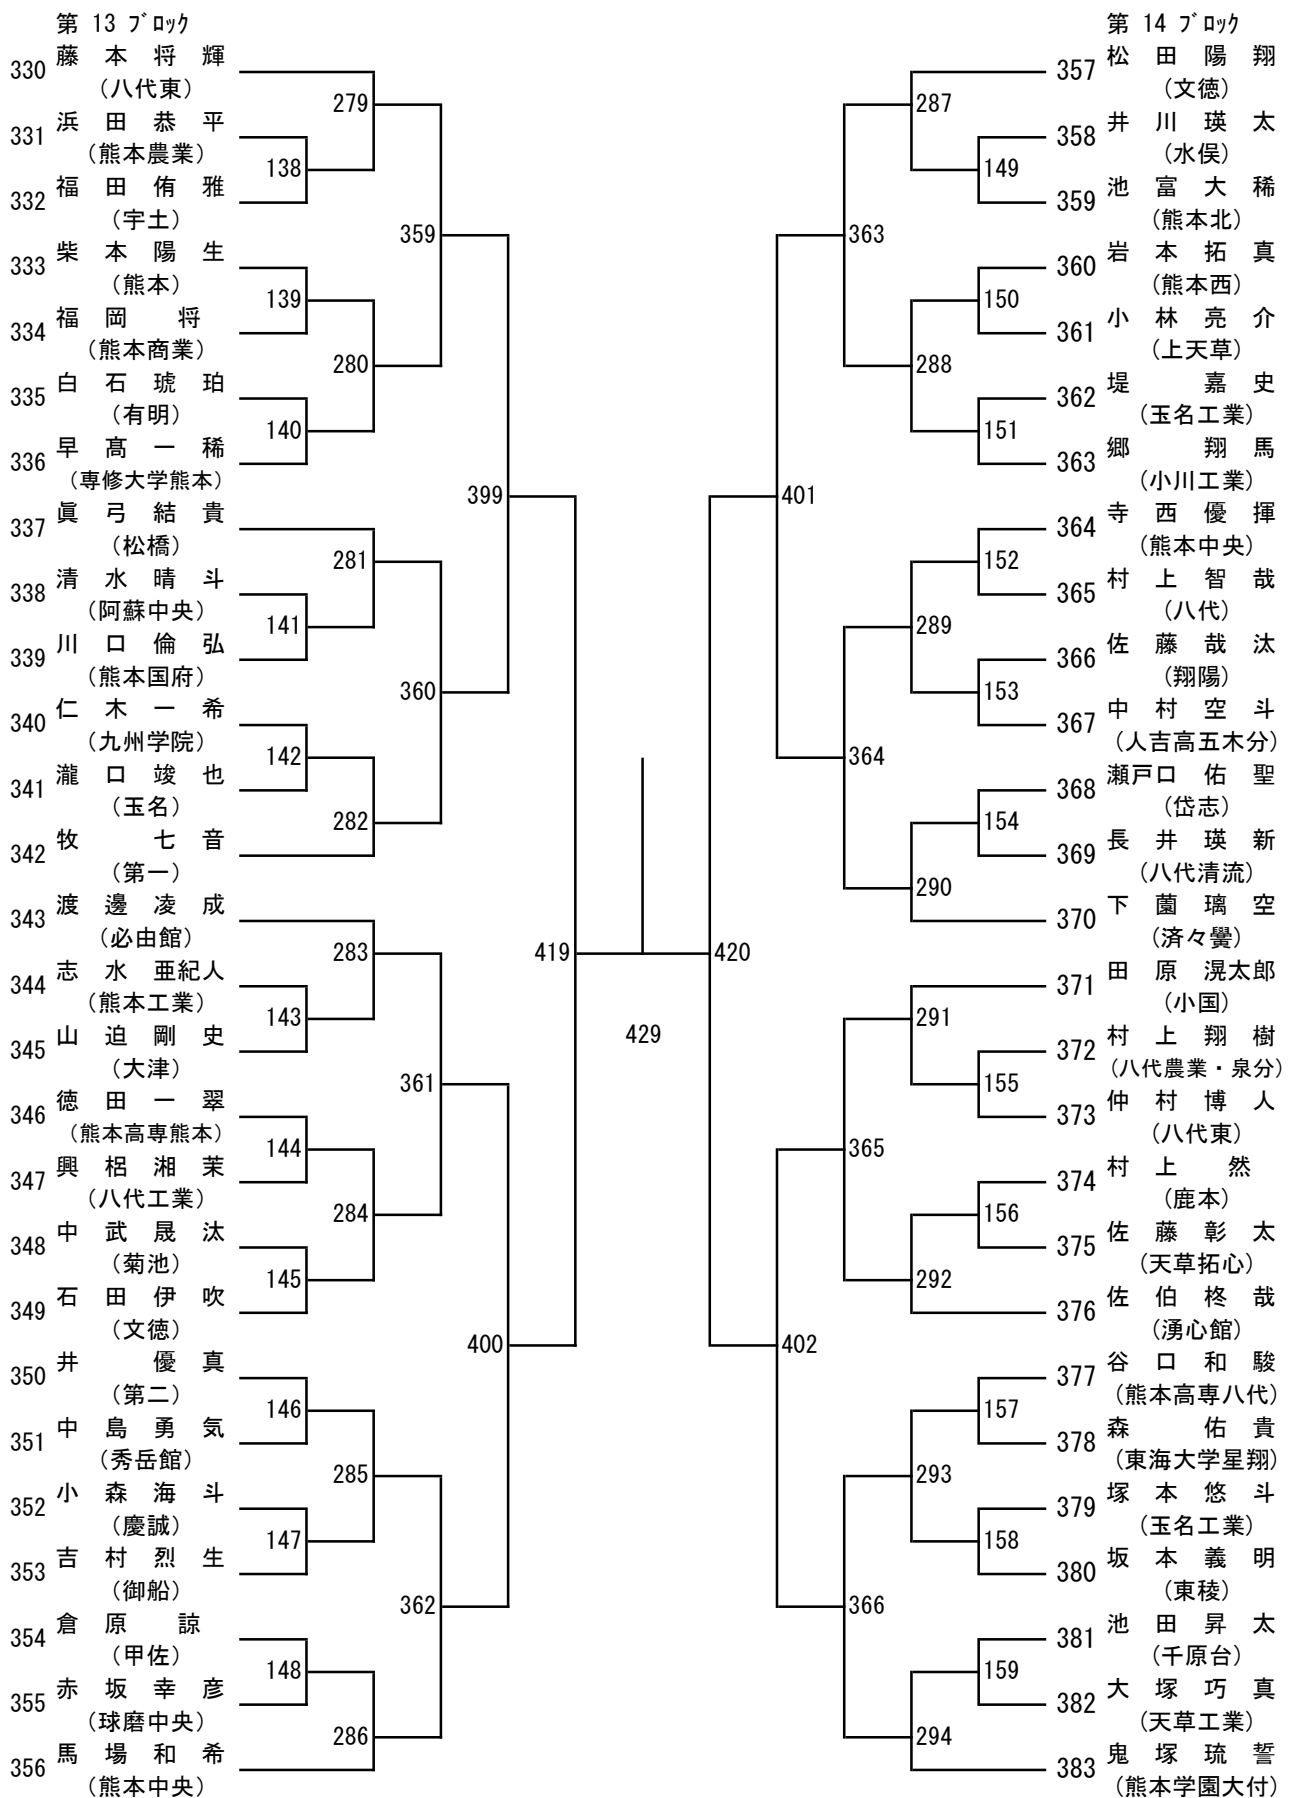 第 13 ブロック
330 藤本将輝
(八代東)
279
331 浜田恭平
(熊本農業)
138
332 福田侑雅
(宇土)
359
333 柴本陽生
(熊本)
139
334 福岡 将
(熊本商業)
280
335 白石琥珀
(有明)
140
336 早髙一稀
(専修大学熊本)
399
337 眞弓結貴
(松橋)
281
338 清水晴斗
(阿蘇中央)
141
339 川口倫弘
(熊本国府)
360
340 仁木一希
(九州学院)
142
341 瀧口竣也
(玉名)
282
342 牧 七音
(第一)
343 渡邊凌成
(必由館)
283
419
344 志水亜紀人
(熊本工業)
143
345 山迫剛史
(大津)
361
346 徳田一翠
(熊本高専熊本)
144
347 興梠湘茉
(八代工業)
284
348 中武晟汰
(菊池)
145
349 石田伊吹
(文徳)
400
350 井 優真
(第二)
146
351 中島勇気
(秀岳館)
285
352 小森海斗
(慶誠)
147
353 吉村烈生
(御船)
362
354 倉原 諒
(甲佐)
148
355 赤坂幸彦
(球磨中央)
286
356 馬場和希
(熊本中央)
429
第 14 ブロック
357 松田陽翔
(文徳)
287
358 井川瑛太
(水俣)
149
359 池富大稀
(熊本北)
363
360 岩本拓真
(熊本西)
150
361 小林亮介
(上天草)
288
362 堤 嘉史
(玉名工業)
151
363 郷 翔馬
(小川工業)
401
364 寺西優揮
(熊本中央)
152
365 村上智哉
(八代)
289
366 佐藤哉汰
(翔陽)
153
367 中村空斗
(人吉高五木分)
364
368 瀬戸口佑聖
(岱志)
154
369 長井瑛新
(八代清流)
290
370 下薗璃空
(済々黌)
420
371 田原滉太郎
(小国)
291
372 村上翔樹
(八代農業・泉分)
155
373 仲村博人
(八代東)
365
374 村上 然
(鹿本)
156
375 佐藤彰太
(天草拓心)
292
376 佐伯柊哉
(湧心館)
402
377 谷口和駿
(熊本高専八代)
157
378 森 佑貴
(東海大学星翔)
293
379 塚本悠斗
(玉名工業)
158
380 坂本義明
(東稜)
366
381 池田昇太
(千原台)
159
382 大塚巧真
(天草工業)
294
383 鬼塚琉誓
(熊本学園大付)